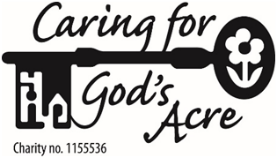 Caring for
God's
Acre
Charity no. 1155536